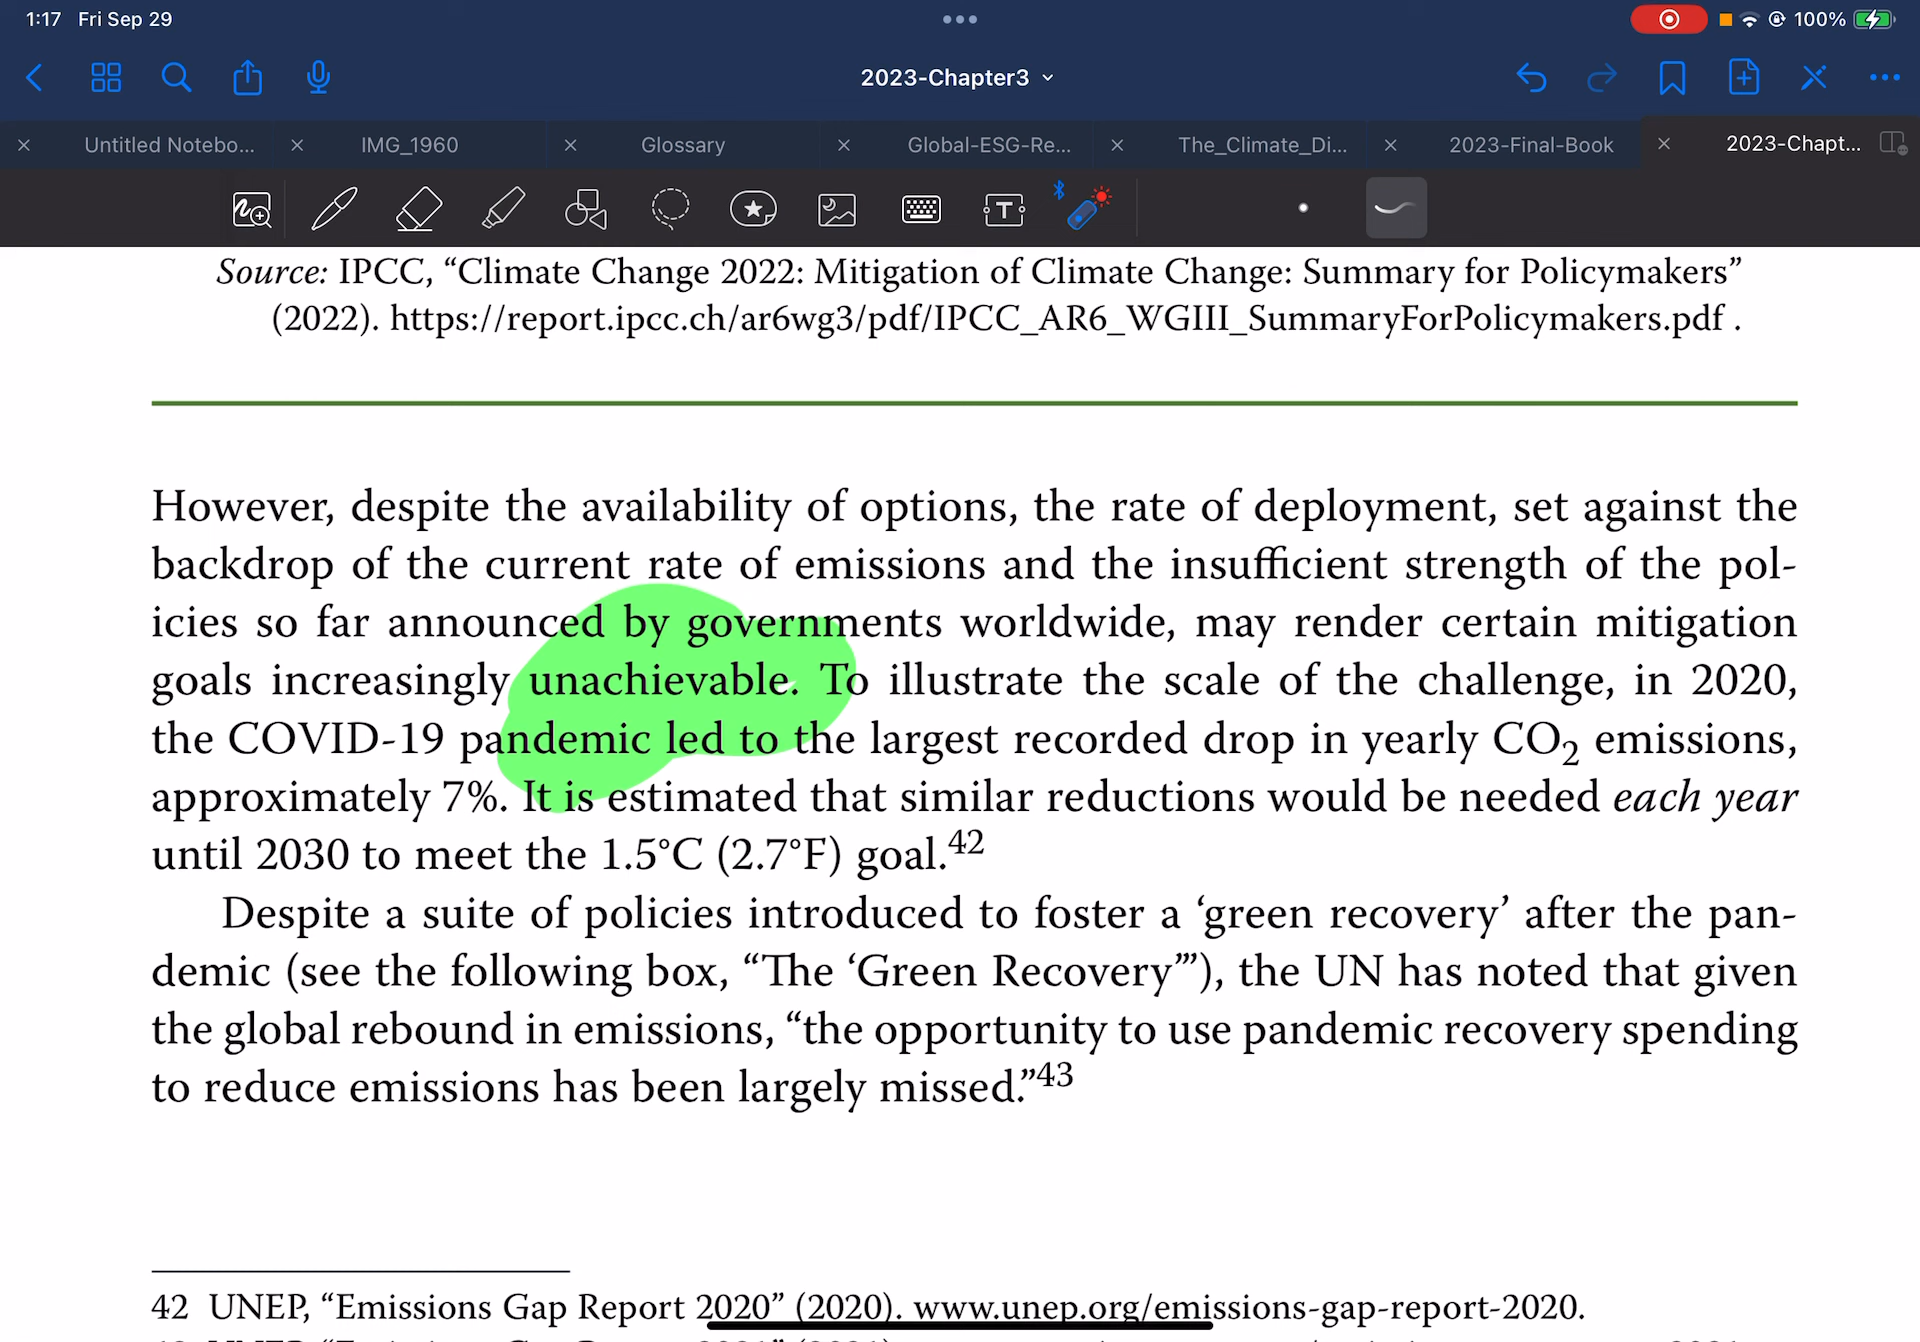 1:17 Fri Sep 29
100%
2023-Chapter3
Untitled Notebo...
IMG_1960
Glossary
Global-ESG-Re...
The_Climate_Di...
2023-Final-Book
2023-Chapt...
T
Source: IPCC, “Climate Change 2022: Mitigation of Climate Change: Summary for Policymakers”
(2022). https://report.ipcc.ch/ar6wg3/pdf/IPCC_AR6_WGIII_SummaryForPolicymakers.pdf .
However, despite the availability of options, the rate of deployment, set against the
backdrop of the current rate of emissions and the insufficient strength of the pol-
icies so far announced by governments worldwide, may render certain mitigation
goals increasingly unachievable. To illustrate the scale of the challenge, in 2020,
the COVID-19 pandemic led to the largest recorded drop in yearly CO₂ emissions,
approximately 7%. It is estimated that similar reductions would be needed each year
until 2030 to meet the 1.5°C (2.7°F) goal.42
Despite a suite of policies introduced to foster a ‘green recovery’ after the pan-
demic (see the following box, “The ‘Green Recovery’”), the UN has noted that given
the global rebound in emissions, “the opportunity to use pandemic recovery spending
to reduce emissions has been largely missed.”43
42 UNEP, “Emissions Gap Report 2020” (2020). www.unep.org/emissions-gap-report-2020.